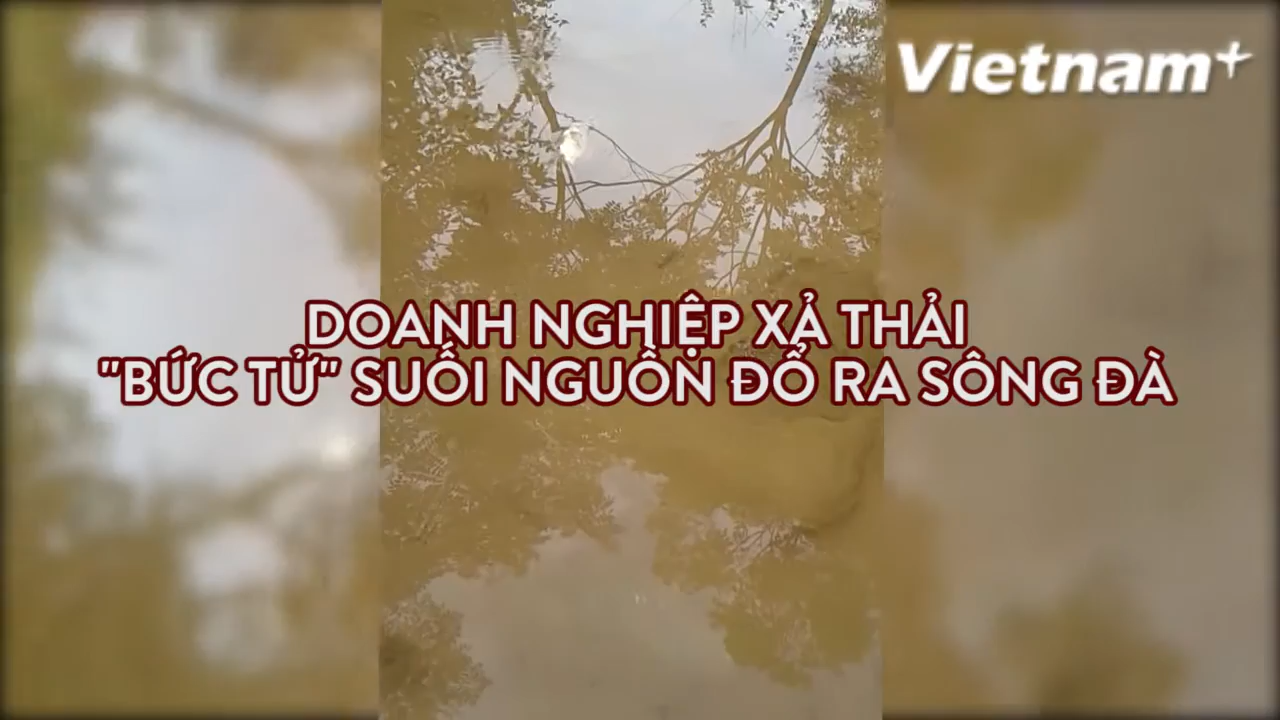 Vietnam+
DOANH NGHIỆP XẢ THẢI
"BỨC TỬ" SUỐI NGUỒN ĐỔ RA SÔNG ĐÀ